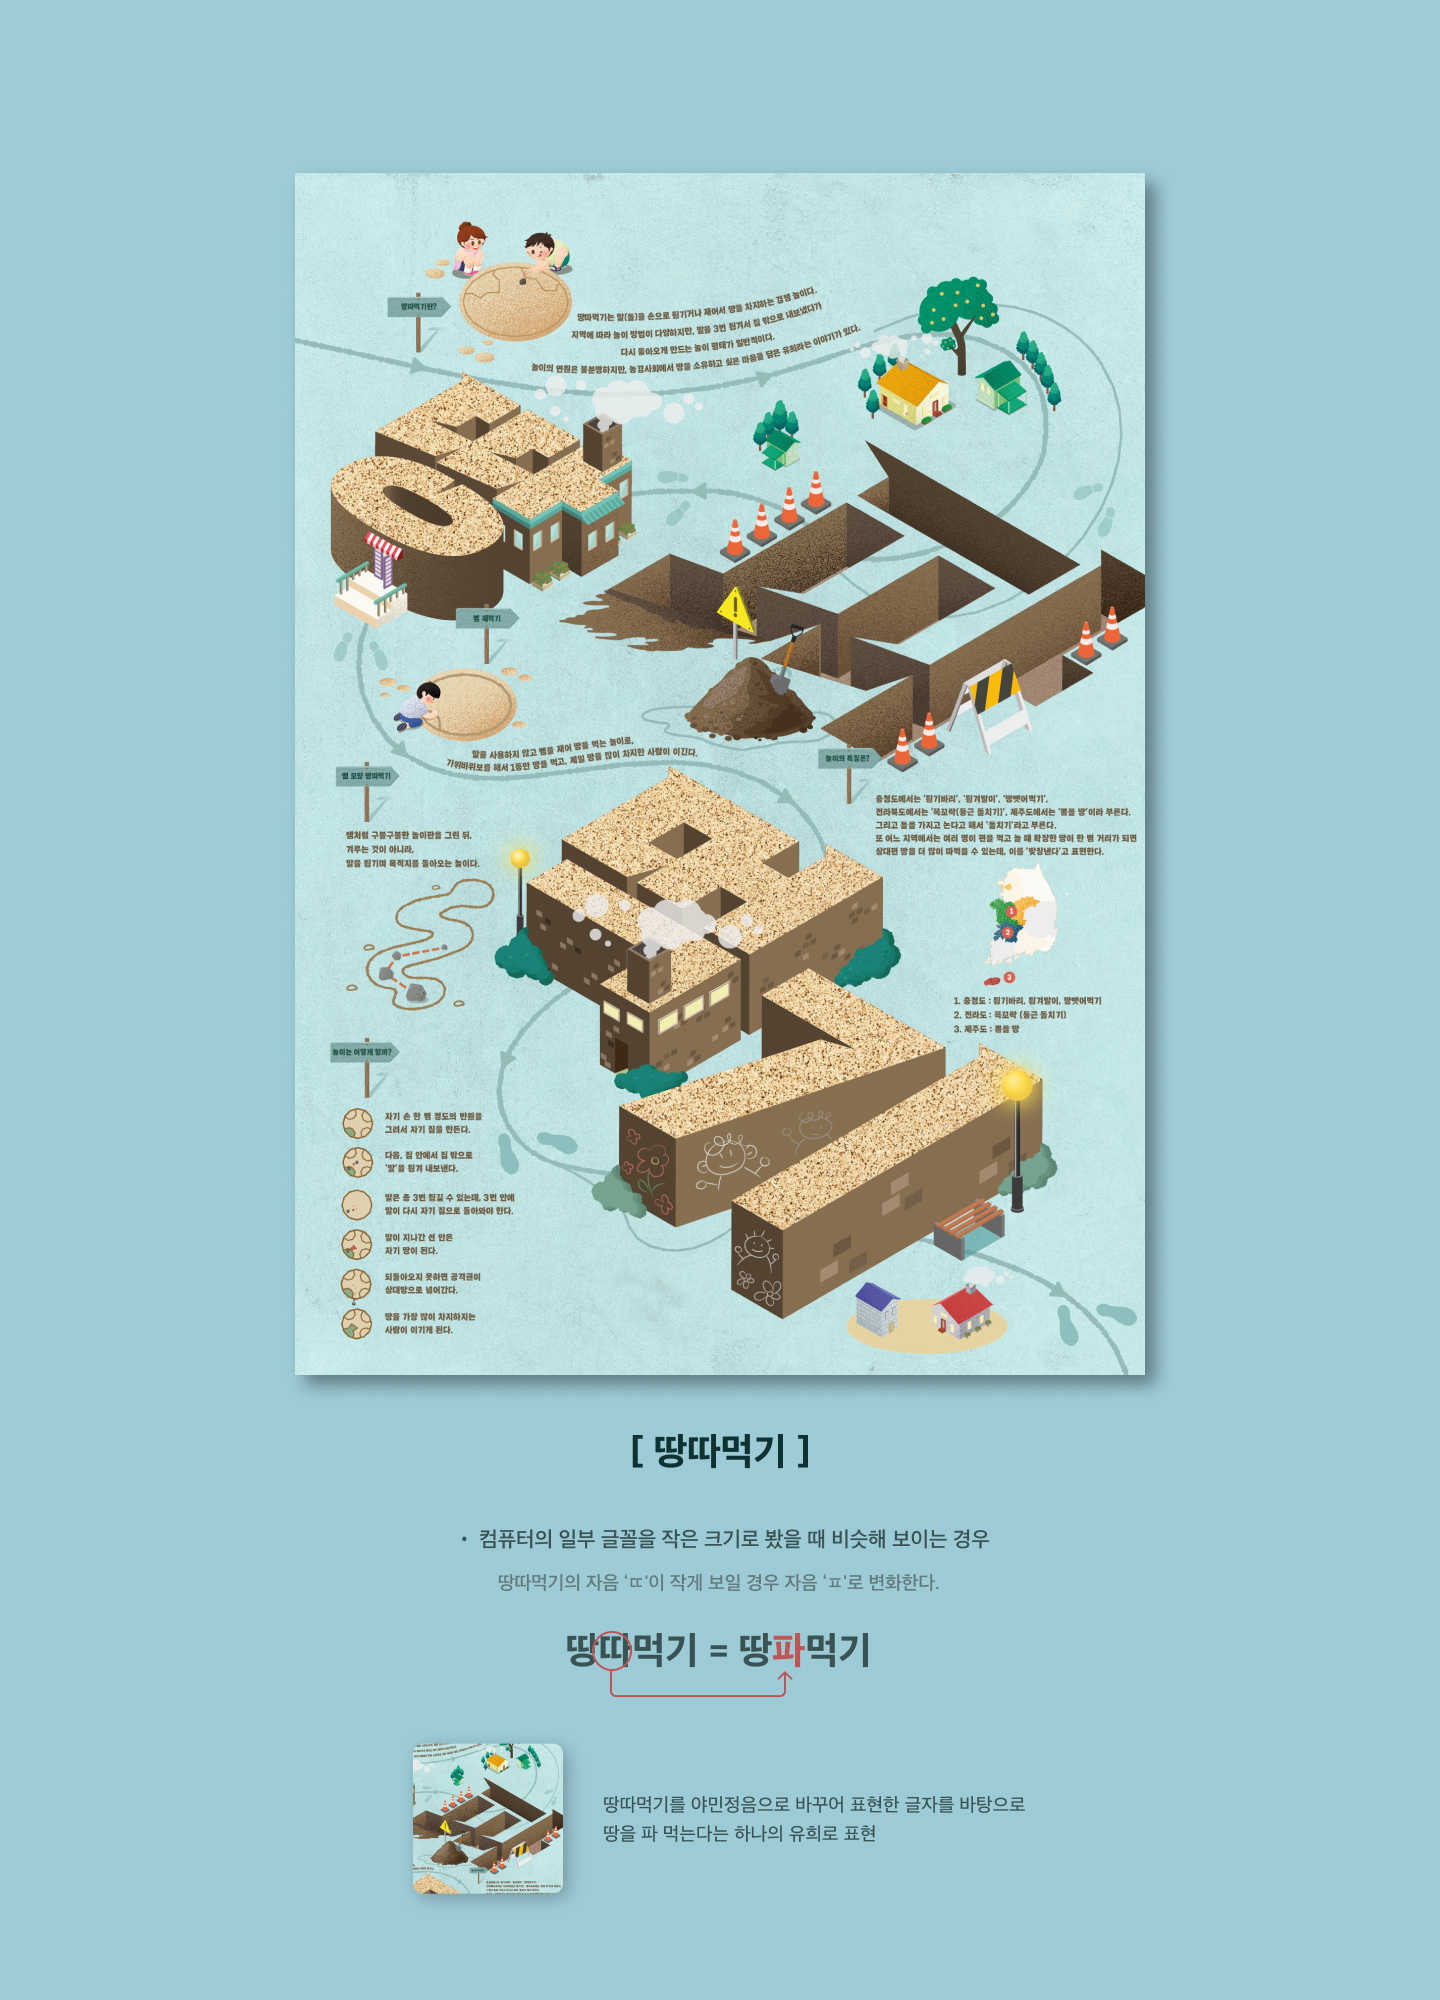 땅따먹기란?
땅따먹기는 말(돌)을 손으로 튕기거나 재어서 땅을 차지하는 경쟁 놀이다.
지역에 따라 놀이 방법이 다양하지만, 말을 3번 튕겨서 집 밖으로 내보냈다가
다시 돌아오게 만드는 놀이 형태가 일반적이다.
놀이의 연원은 불분명하지만, 농경사회에서 땅을 소유하고 싶은 마음을 담은 유희라는 이야기가 있다.
땅
파
뼘 재먹기
말을 사용하지 않고 뼘을 재어 땅을 먹는 놀이로,
가위바위보를 해서 1등만 땅을 먹고, 제일 땅을 많이 차지한 사람이 이긴다.
놀이의 특징은?
충청도에서는 '튕기바리', '튕겨말이', '땅뺏어먹기',
전라북도에서는 '꼭꼬락(둥근 돌치기)', 제주도에서는 '뽐을 땅'이라 부른다.
그리고 돌을 가지고 논다고 해서 '돌치기'라고 부른다.
또 어느 지역에서는 여러 명이 편을 먹고 놀 때 확장한 땅이 한 뼘 거리가 되면
상대편 땅을 더 많이 따먹을 수 있는데, 이를 '맞장낸다'고 표현한다.
뱀 모양 땅따먹기
뱀처럼 구불구불한 놀이판을 그린 뒤,
겨루는 것이 아니라,
말을 튕기며 목적지를 돌아오는 놀이다.
먹
기
1
2
3
1. 충청도 : 튕기바리, 튕겨말이, 땅뺏어먹기
2. 전라도 : 꼭꼬락 (둥근 돌치기)
3. 제주도 : 뽐을 땅
놀이는 어떻게 할까?
자기 손 한 뼘 정도의 반원을
그려서 자기 집을 만든다.
다음, 집 안에서 집 밖으로
'말'을 튕겨 내보낸다.
말은 총 3번 튕길 수 있는데, 3번 안에
말이 다시 자기 집으로 돌아와야 한다.
말이 지나간 선 안은
자기 땅이 된다.
되돌아오지 못하면 공격권이
상대방으로 넘어간다.
땅을 가장 많이 차지하지는
사람이 이기게 된다.
[ 땅따먹기 ]
• 컴퓨터의 일부 글꼴을 작은 크기로 봤을 때 비슷해 보이는 경우
땅따먹기의 자음 'ㄸ'이 작게 보일 경우 자음 'ㅍ'로 변화한다.
땅따먹기 = 땅파먹기
땅따먹기를 야민정음으로 바꾸어 표현한 글자를 바탕으로
땅을 파 먹는다는 하나의 유희로 표현